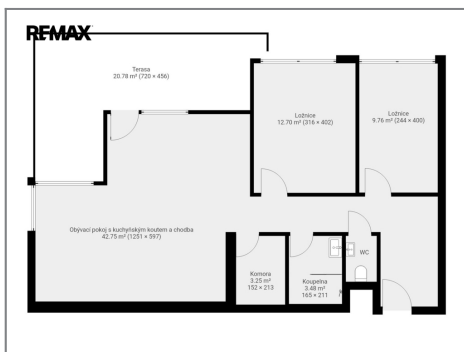 REMAX
Terasa
20.78 m² (720 × 456)
Ložnice
12.70 m² (316 × 402)
Ložnice
9.76 m² (244 × 400)
Obývací pokoj s kuchyňským koutem a chodba
42.75 m² (1251 × 597)
WC
Komora
3.25 m²
152 × 213
Koupelna
3.48 m²
165 × 211